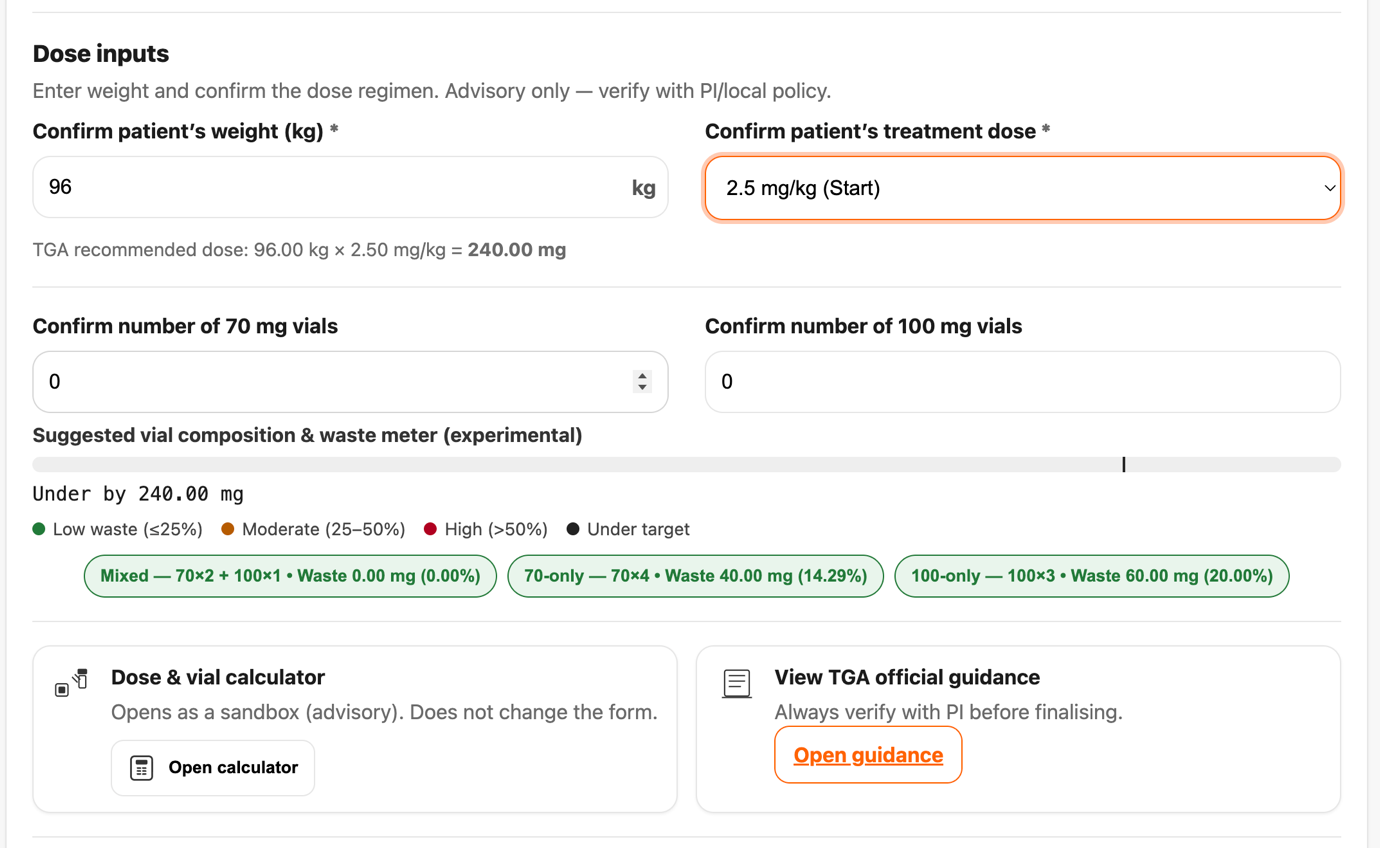 Dose inputs
Enter weight and confirm the dose regimen. Advisory only — verify with PI/local policy.
Confirm patient’s weight (kg) *
Confirm patient’s treatment dose *
96
kg
2.5 mg/kg (Start)
TGA recommended dose: 96.00 kg × 2.50 mg/kg = 240.00 mg
Confirm number of 70 mg vials
Confirm number of 100 mg vials
0
0
Suggested vial composition & waste meter (experimental)
Under by 240.00 mg
Low waste (≤25%)
Moderate (25–50%)
High (>50%)
Under target
Mixed — 70×2 + 100×1 • Waste 0.00 mg (0.00%)
70-only — 70×4 • Waste 40.00 mg (14.29%)
100-only — 100×3 • Waste 60.00 mg (20.00%)
Dose & vial calculator
Opens as a sandbox (advisory). Does not change the form.
Open calculator
View TGA official guidance
Always verify with PI before finalising.
Open guidance